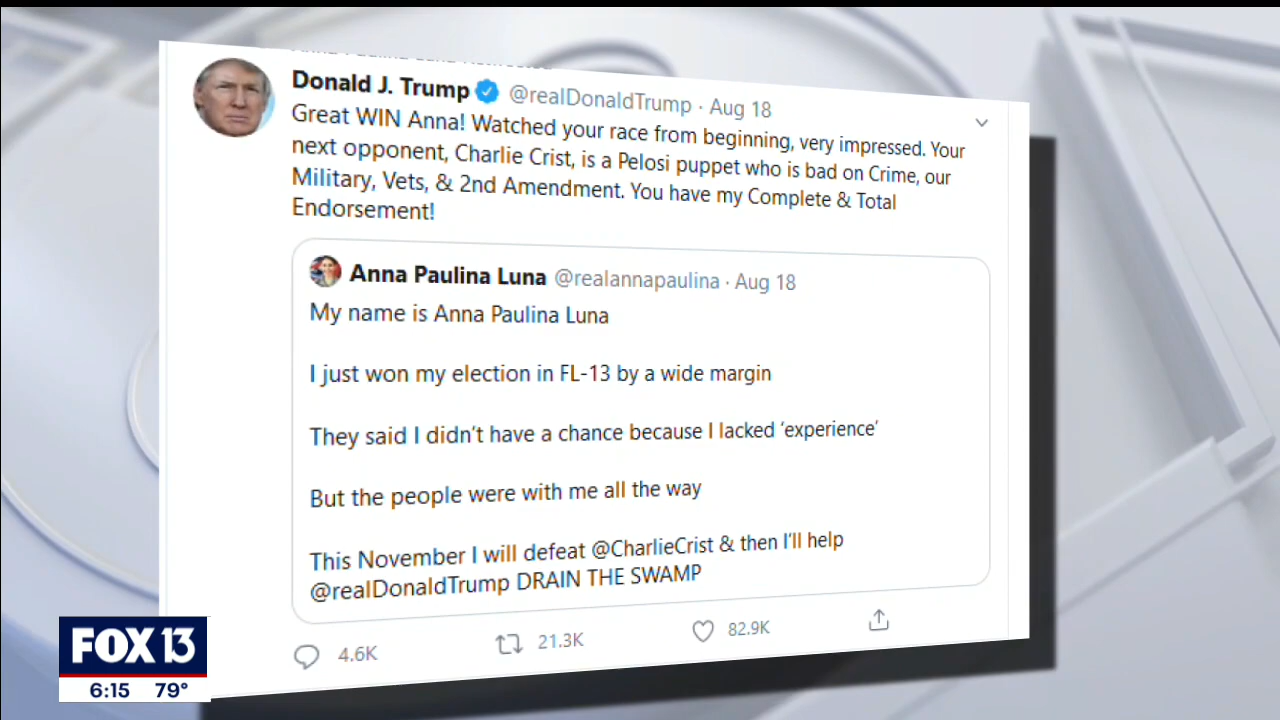 Donald J. Trump @realDonaldTrump · Aug 18
Great WIN Anna! Watched your race from beginning, very impressed. Your
next opponent, Charlie Crist, is a Pelosi puppet who is bad on Crime, our
Military, Vets, & 2nd Amendment. You have my Complete & Total
Endorsement!
Anna Paulina Luna @realannapaulina · Aug 18
My name is Anna Paulina Luna
I just won my election in FL-13 by a wide margin
They said I didn't have a chance because I lacked ‘experience’
But the people were with me all the way
This November I will defeat @CharlieCrist & then I'll help
@realDonaldTrump DRAIN THE SWAMP
4.6K 21.3K 82.9K
FOX 13
6:15 79°